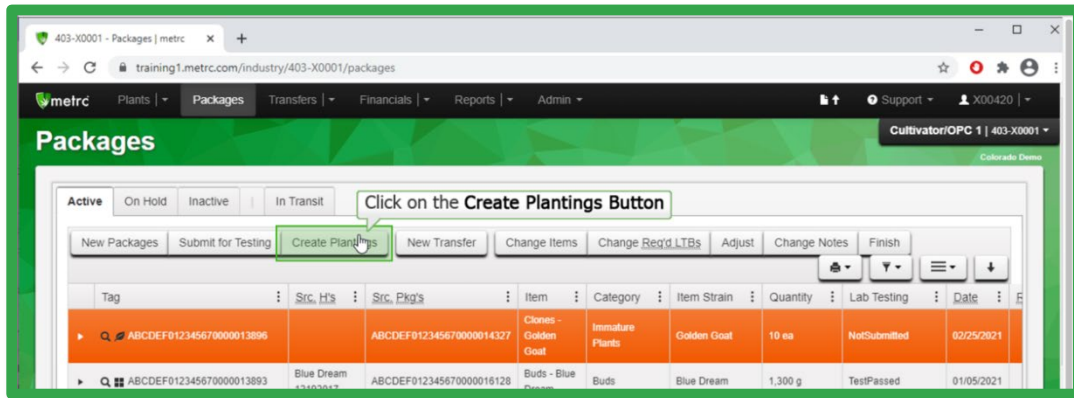 403-X0001 - Packages | metrc
training1.metrc.com/industry/403-X0001/packages
metrc Plants Packages Transfers Financials Reports Admin Support X00420
Packages
Cultivator/OPC 1 | 403-X0001
Colorado Demo
Active On Hold Inactive In Transit
Click on the Create Plantings Button
New Packages Submit for Testing Create Plantings New Transfer Change Items Change Req'd LTBs Adjust Change Notes Finish
Tag Src. H's Src. Pkg's Item Category Item Strain Quantity Lab Testing Date
ABCDEF012345670000013896 ABCDEF012345670000014327 Clones - Golden Goat Immature Plants Golden Goat 10 ea NotSubmitted 02/25/2021
ABCDEF012345670000013893 Blue Dream ABCDEF012345670000016128 Buds - Blue Dream Buds Blue Dream 1,300 g TestPassed 01/05/2021